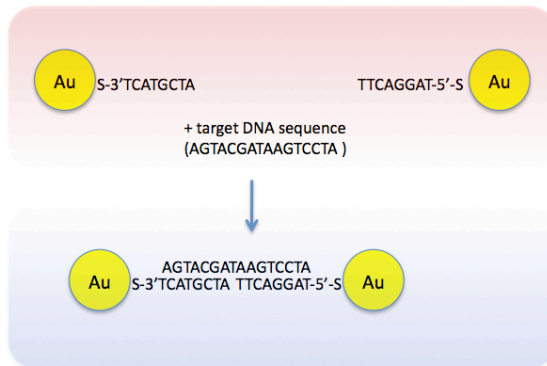 Au S-3'TCATGCTA TTCAGGAT-5'-S Au
+ target DNA sequence
(AGTACGATAAGTCCTA )
AGTACGATAAGTCCTA
Au S-3'TCATGCTA TTCAGGAT-5'-S Au